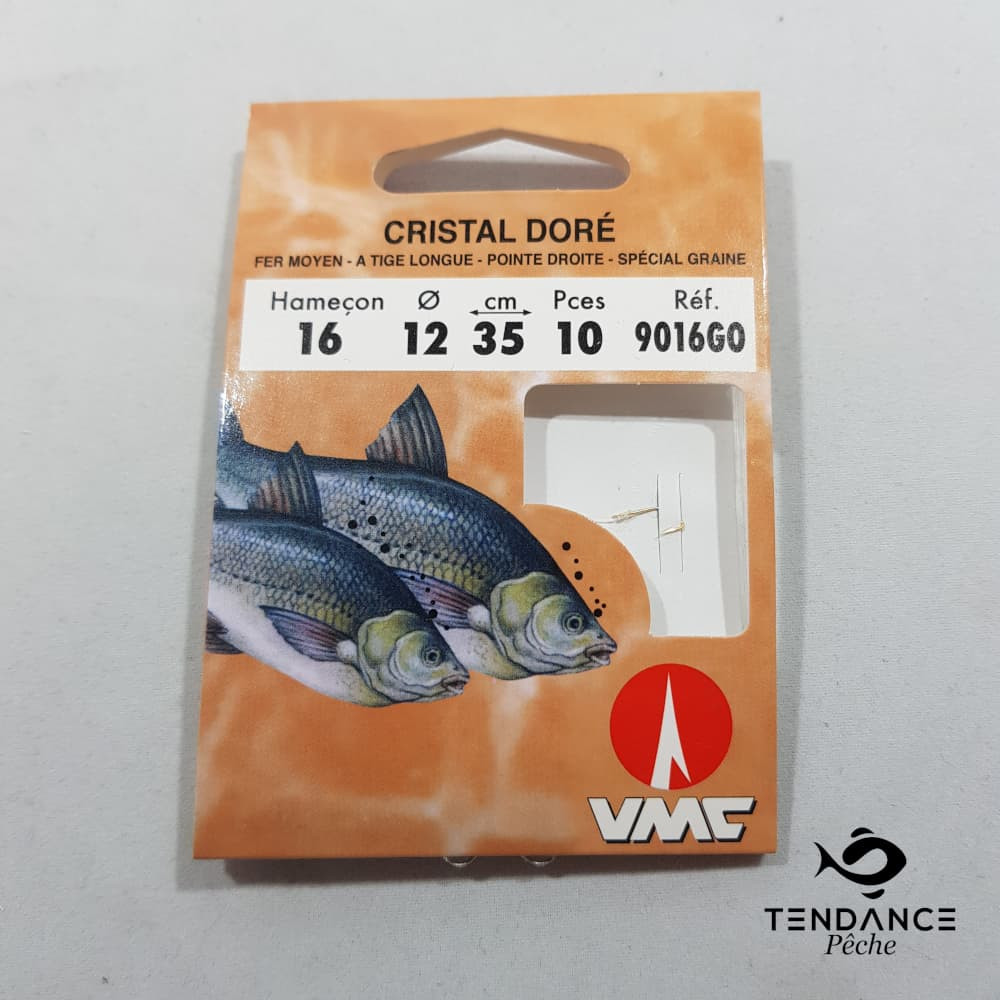 CRISTAL DORÉ
FER MOYEN - A TIGE LONGUE - POINTE DROITE - SPÉCIAL GRAINE
Hameçon Ø cm Pces Réf.
16 12 35 10 9016GO
VMC
TENDANCE
Pêche